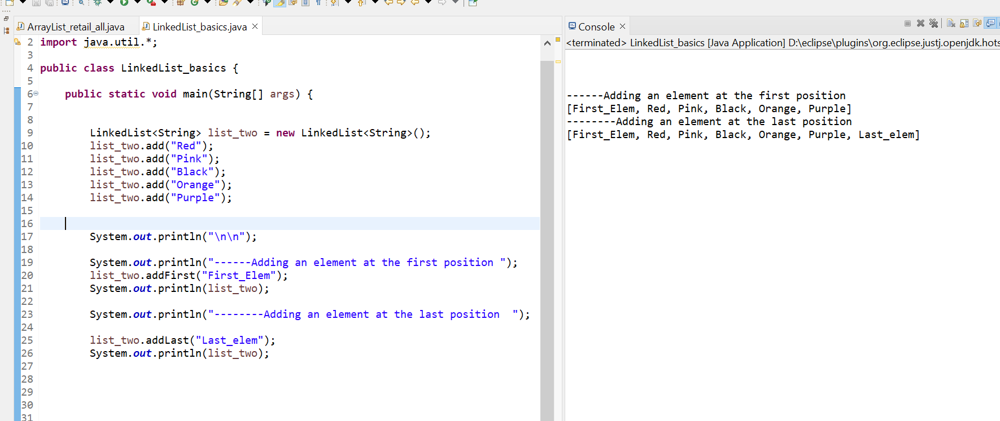 ArrayList_retail_all.java LinkedList_basics.java
2 import java.util.*;
3
4 public class LinkedList_basics {
5
6 public static void main(String[] args) {
7
8
9 LinkedList<String> list_two = new LinkedList<String>();
10 list_two.add("Red");
11 list_two.add("Pink");
12 list_two.add("Black");
13 list_two.add("Orange");
14 list_two.add("Purple");
15
16
17 System.out.println("\n\n");
18
19 System.out.println("------Adding an element at the first position ");
20 list_two.addFirst("First_Elem");
21 System.out.println(list_two);
22
23 System.out.println("--------Adding an element at the last position  ");
24
25 list_two.addLast("Last_elem");
26 System.out.println(list_two);
27
28
29
30
31
Console
<terminated> LinkedList_basics [Java Application] D:\eclipse\plugins\org.eclipse.justj.openjdk.hots
------Adding an element at the first position
[First_Elem, Red, Pink, Black, Orange, Purple]
--------Adding an element at the last position
[First_Elem, Red, Pink, Black, Orange, Purple, Last_elem]